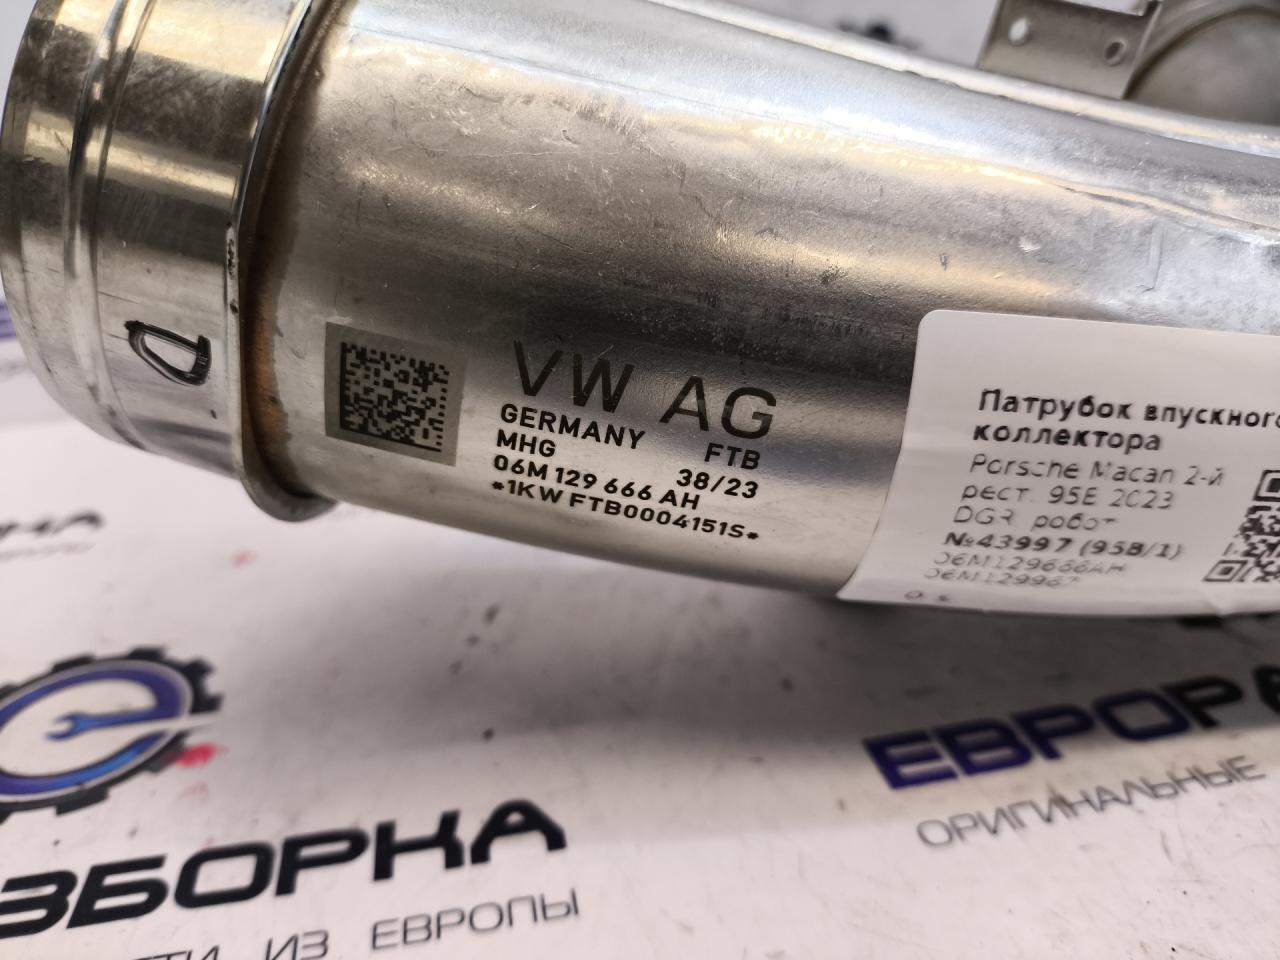 D
VW AG
GERMANY FTB
MHG 38/23
06M 129 666 AH
*1KW FTB0004151S*
Патрубок впускного
коллектора
Porsche Macan 2-й
рест. 95E 2023
DGR робот
№43997 (95B/1)
06M129666AH
ЗБОРКА
ИЗ ЕВРОПЫ
ЕВРОР
ОРИГИНАЛЬНЫЕ